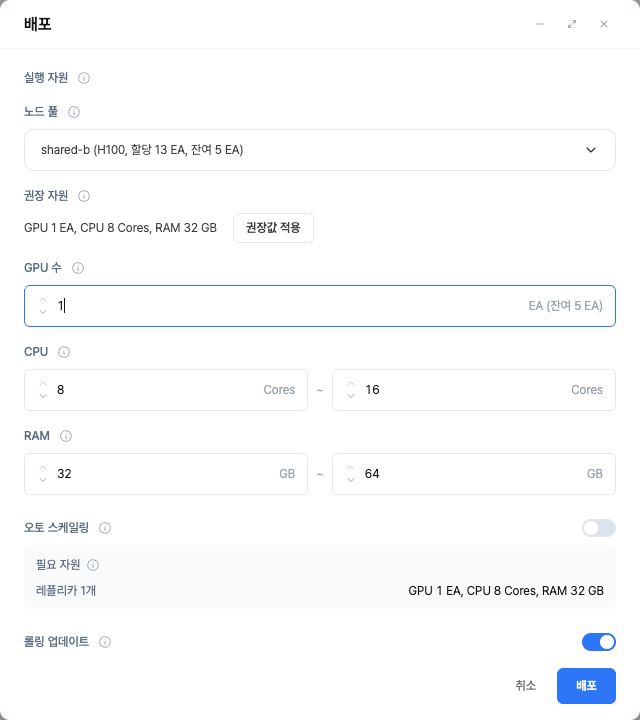 배포
실행 자원
노드 풀
shared-b (H100, 할당 13 EA, 잔여 5 EA)
권장 자원
GPU 1 EA, CPU 8 Cores, RAM 32 GB 권장값 적용
GPU 수
1 EA (잔여 5 EA)
CPU
8 Cores ~ 16 Cores
RAM
32 GB ~ 64 GB
오토 스케일링
필요 자원
레플리카 1개 GPU 1 EA, CPU 8 Cores, RAM 32 GB
롤링 업데이트
취소 배포